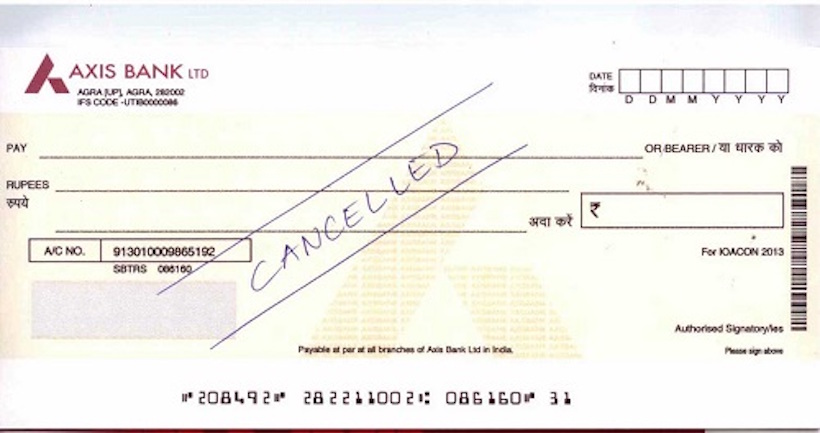 AXIS BANK LTD
AGRA [UP], AGRA, 282002
IFS CODE -UTIB0000086
DATE
दिनांक
D D M M Y Y Y Y
PAY
OR BEARER / या धारक को
RUPEES
रुपये
अदा करें
₹
CANCELLED
A/C NO. 913010009865192
SBTRS 086160
For IOACON 2013
Authorised Signatory/ies
Payable at par at all branches of Axis Bank Ltd in India.
Please sign above
⑈208492⑈ 282211002⑆ 086160⑈ 31